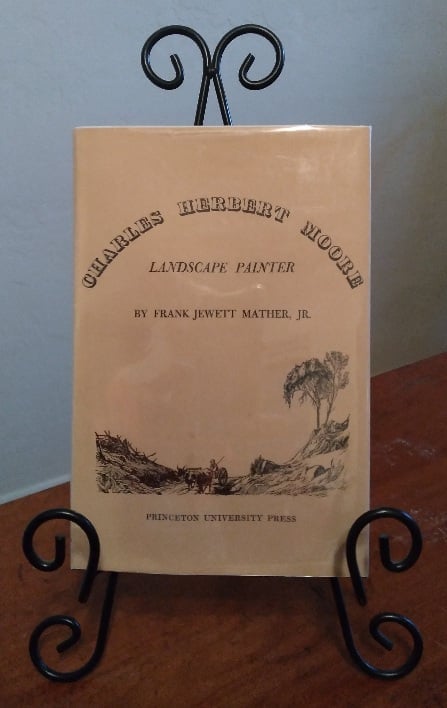 CHARLES HERBERT MOORE
LANDSCAPE PAINTER
BY FRANK JEWETT MATHER, JR.
PRINCETON UNIVERSITY PRESS